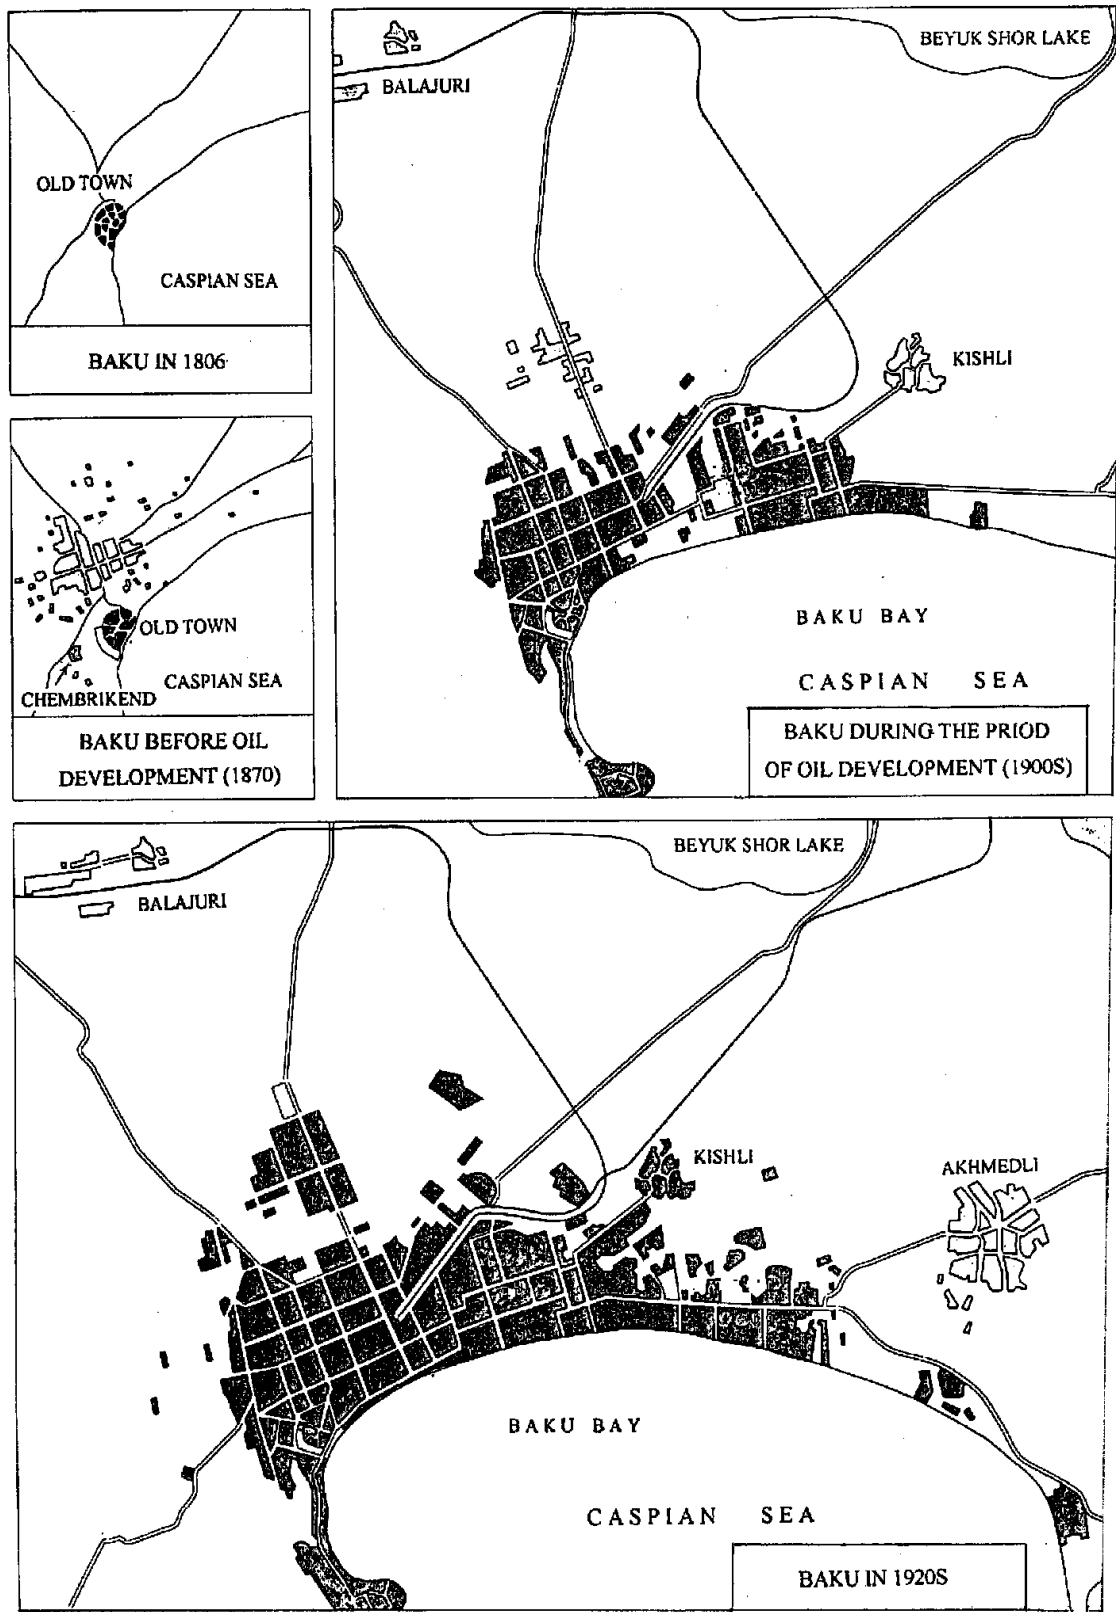 OLD TOWN
CASPIAN SEA
BAKU IN 1806
OLD TOWN
CASPIAN SEA
CHEMBRIKEND
BAKU BEFORE OIL
DEVELOPMENT (1870)
BEYUK SHOR LAKE
BALAJURI
KISHLI
BAKU BAY
CASPIAN SEA
BAKU DURING THE PRIOD
OF OIL DEVELOPMENT (1900S)
BEYUK SHOR LAKE
BALAJURI
KISHLI
AKHMEDLI
BAKU BAY
CASPIAN SEA
BAKU IN 1920S